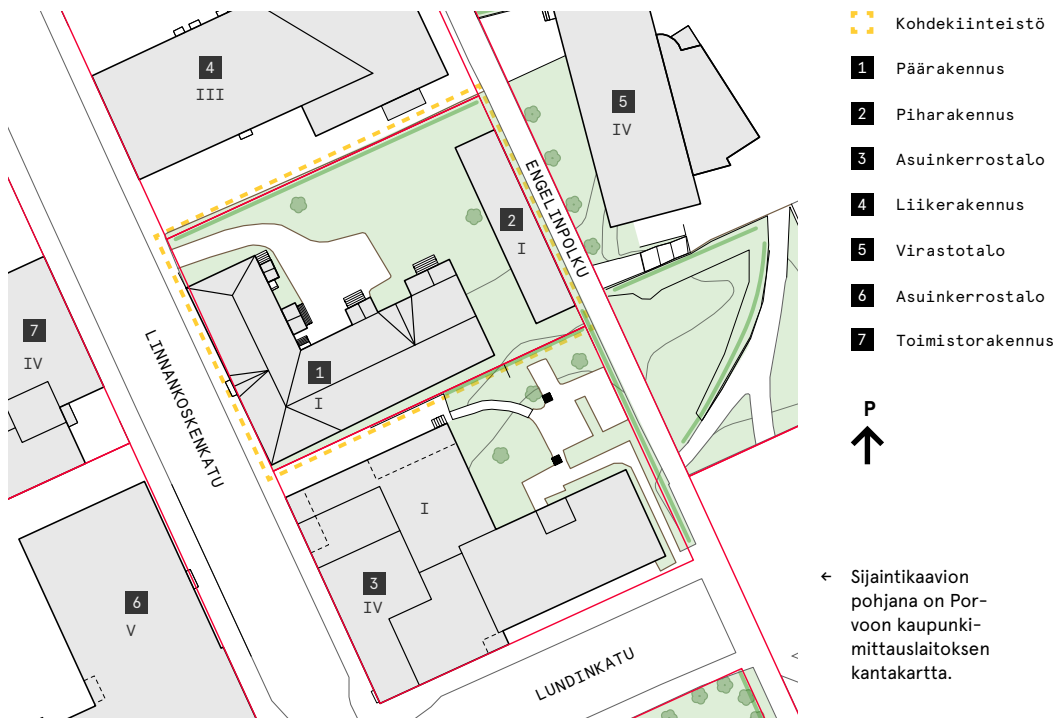 4
III
5
IV
ENGELINPOLKU
2
I
7
IV
LINNANKOSKENKATU
1
I
I
3
IV
6
V
LUNDINKATU
Kohdekiinteistö
1 Päärakennus
2 Piharakennus
3 Asuinkerrostalo
4 Liikerakennus
5 Virastotalo
6 Asuinkerrostalo
7 Toimistorakennus
P
← Sijaintikaavion
pohjana on Por-
voon kaupunki-
mittauslaitoksen
kantakartta.